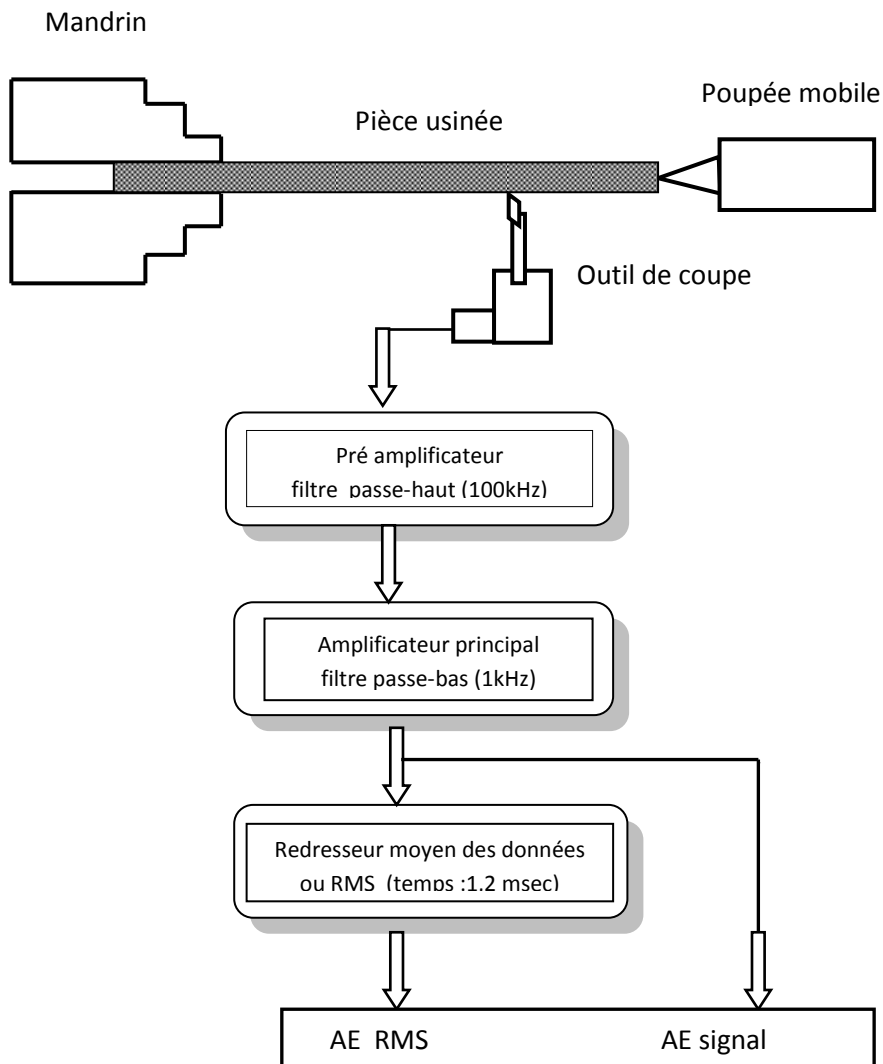 Mandrin
Poupée mobile
Pièce usinée
Outil de coupe
Pré amplificateur
filtre passe-haut (100kHz)
Amplificateur principal
filtre passe-bas (1kHz)
Redresseur moyen des données
ou RMS (temps :1.2 msec)
AE RMS
AE signal